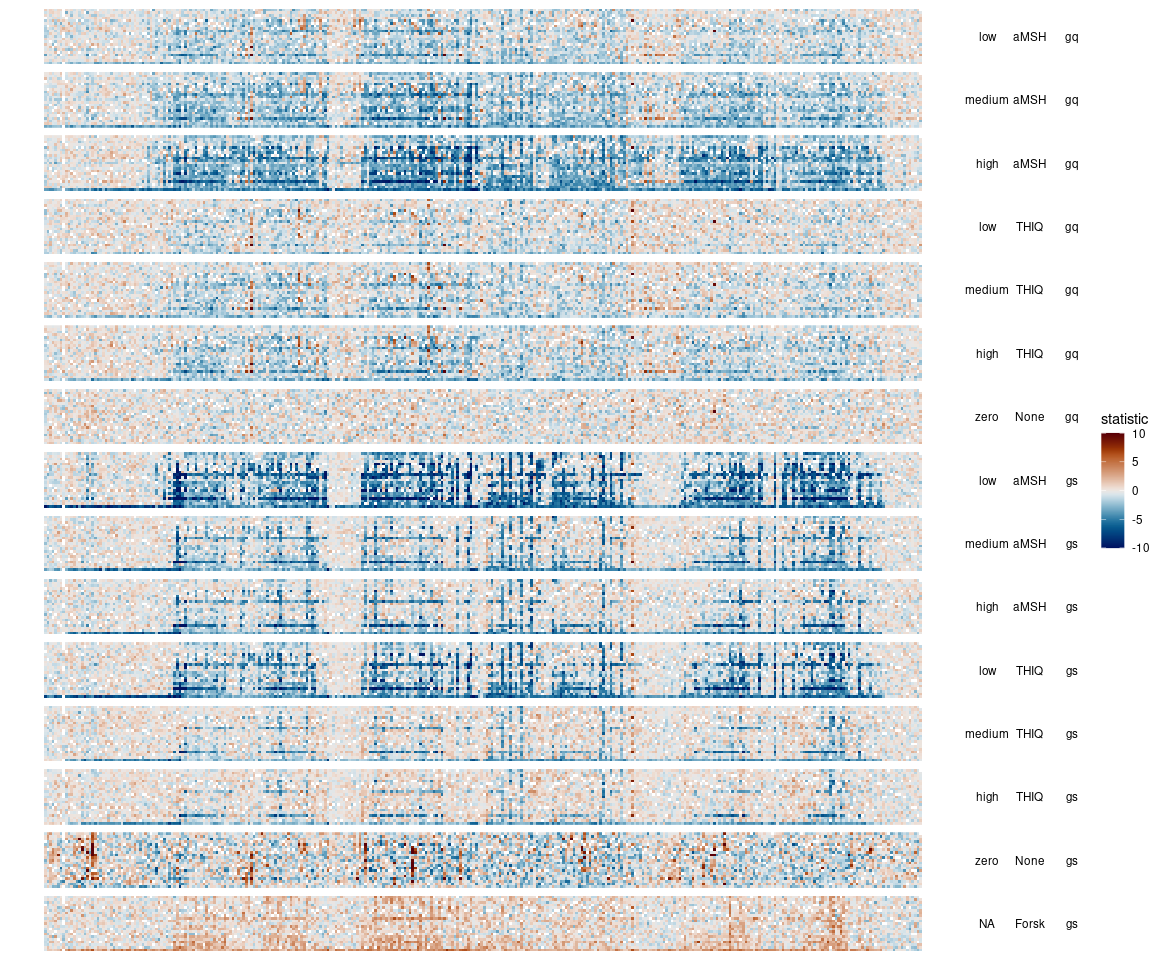 low aMSH gq
medium aMSH gq
high aMSH gq
low THIQ gq
medium THIQ gq
high THIQ gq
zero None gq
low aMSH gs
medium aMSH gs
high aMSH gs
low THIQ gs
medium THIQ gs
high THIQ gs
zero None gs
NA Forsk gs
statistic
10
5
0
-5
-10